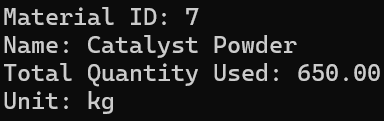 Material ID: 7
Name: Catalyst Powder
Total Quantity Used: 650.00
Unit: kg